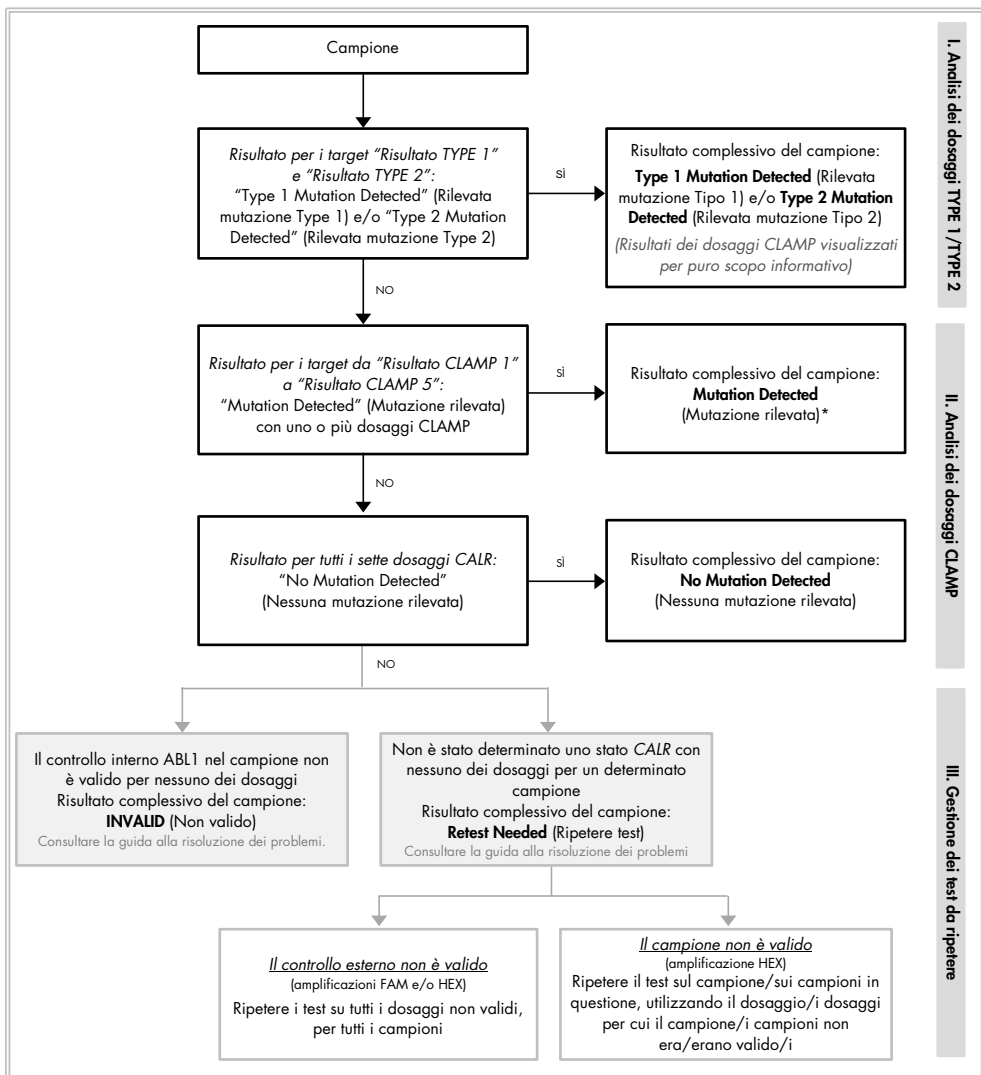 Campione
Risultato per i target "Risultato TYPE 1"
e "Risultato TYPE 2":
"Type 1 Mutation Detected" (Rilevata
mutazione Type 1) e/o "Type 2 Mutation
Detected" (Rilevata mutazione Type 2)
SÌ
Risultato complessivo del campione:
Type 1 Mutation Detected (Rilevata
mutazione Tipo 1) e/o Type 2 Mutation
Detected (Rilevata mutazione Tipo 2)
(Risultati dei dosaggi CLAMP visualizzati
per puro scopo informativo)
I. Analisi dei dosaggi TYPE 1/TYPE 2
NO
Risultato per i target da "Risultato CLAMP 1"
a "Risultato CLAMP 5":
"Mutation Detected" (Mutazione rilevata)
con uno o più dosaggi CLAMP
SÌ
Risultato complessivo del campione:
Mutation Detected
(Mutazione rilevata)*
II. Analisi dei dosaggi CLAMP
NO
Risultato per tutti i sette dosaggi CALR:
"No Mutation Detected"
(Nessuna mutazione rilevata)
SÌ
Risultato complessivo del campione:
No Mutation Detected
(Nessuna mutazione rilevata)
NO
Il controllo interno ABL1 nel campione non
è valido per nessuno dei dosaggi
Risultato complessivo del campione:
INVALID (Non valido)
Consultare la guida alla risoluzione dei problemi.
Non è stato determinato uno stato CALR con
nessuno dei dosaggi per un determinato
campione
Risultato complessivo del campione:
Retest Needed (Ripetere test)
Consultare la guida alla risoluzione dei problemi
III. Gestione dei test da ripetere
Il controllo esterno non è valido
(amplificazioni FAM e/o HEX)
Ripetere i test su tutti i dosaggi non validi,
per tutti i campioni
Il campione non è valido
(amplificazione HEX)
Ripetere il test sul campione/sui campioni in
questione, utilizzando il dosaggio/i dosaggi
per cui il campione/i campioni non
era/erano valido/i